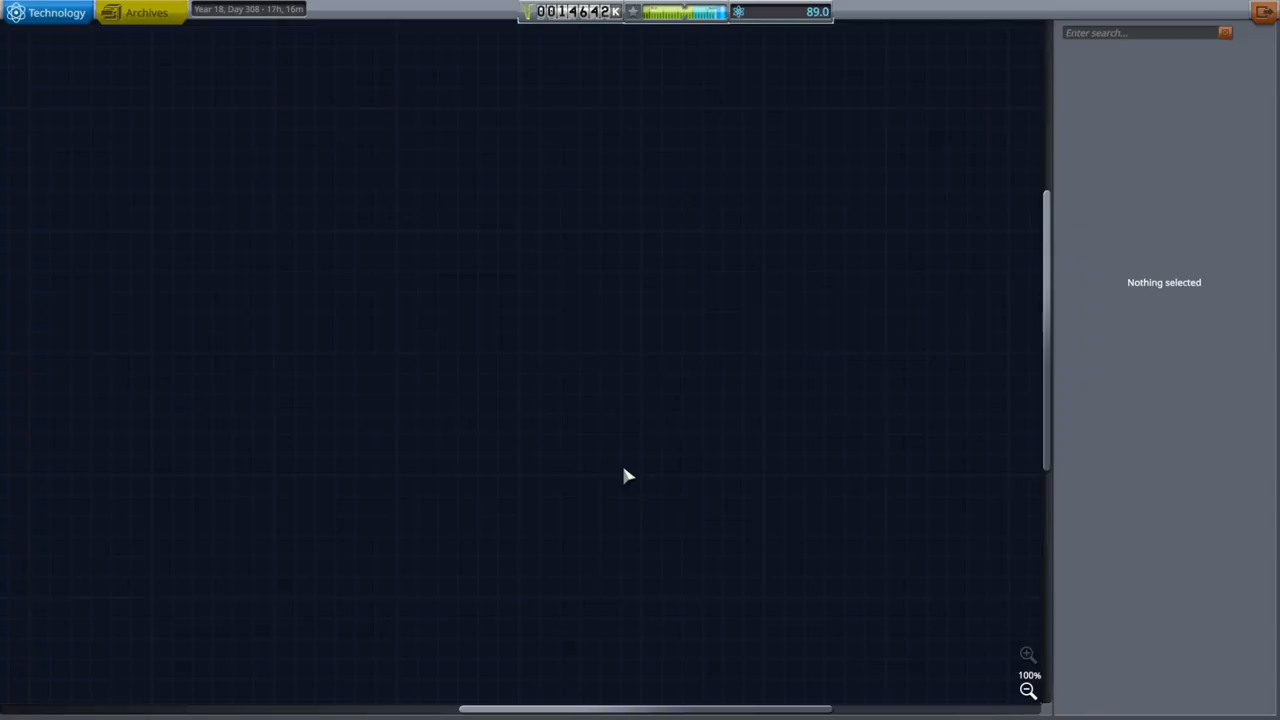 Technology
Archives
Year 18, Day 308 - 17h, 16m
0014642K
89.0
Enter search...
Nothing selected
100%